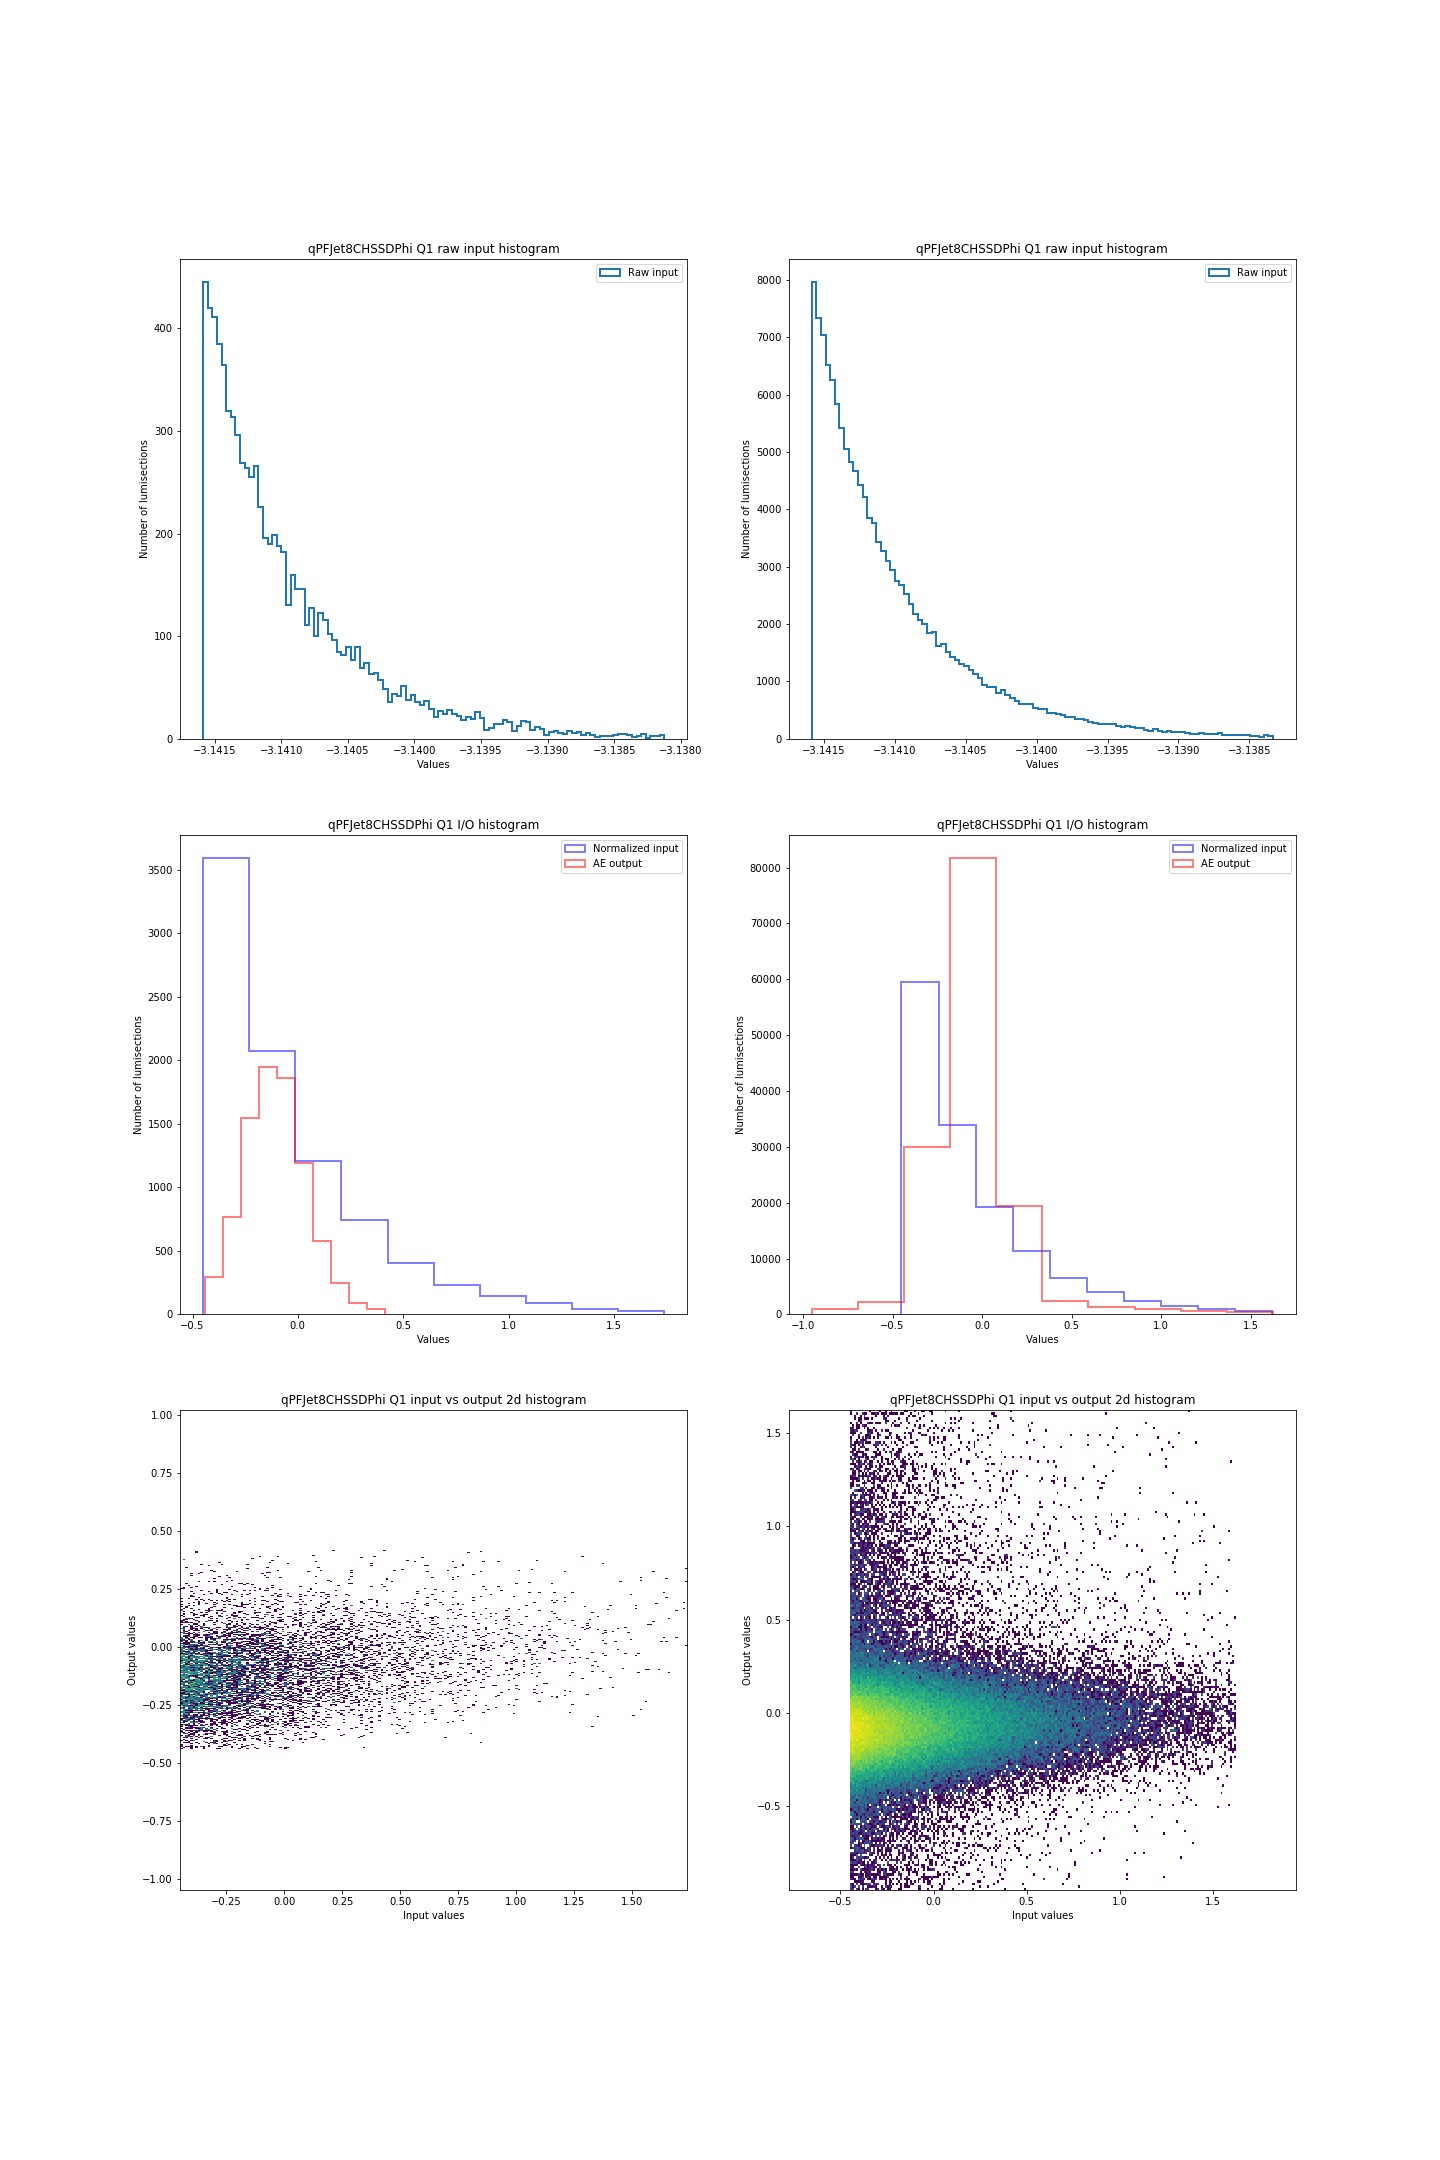 qPFJet8CHSSDPhi Q1 raw input histogram
Raw input
400
300
200
100
0
Number of lumisections
−3.1415 −3.1410 −3.1405 −3.1400 −3.1395 −3.1390 −3.1385 −3.1380
Values
qPFJet8CHSSDPhi Q1 raw input histogram
Raw input
8000
7000
6000
5000
4000
3000
2000
1000
0
Number of lumisections
−3.1415 −3.1410 −3.1405 −3.1400 −3.1395 −3.1390 −3.1385
Values
qPFJet8CHSSDPhi Q1 I/O histogram
Normalized input
AE output
3500
3000
2500
2000
1500
1000
500
0
Number of lumisections
−0.5 0.0 0.5 1.0 1.5
Values
qPFJet8CHSSDPhi Q1 I/O histogram
Normalized input
AE output
80000
70000
60000
50000
40000
30000
20000
10000
0
Number of lumisections
−1.0 −0.5 0.0 0.5 1.0 1.5
Values
qPFJet8CHSSDPhi Q1 input vs output 2d histogram
1.00
0.75
0.50
0.25
0.00
−0.25
−0.50
−0.75
−1.00
Output values
−0.25 0.00 0.25 0.50 0.75 1.00 1.25 1.50
Input values
qPFJet8CHSSDPhi Q1 input vs output 2d histogram
1.5
1.0
0.5
0.0
−0.5
Output values
−0.5 0.0 0.5 1.0 1.5
Input values